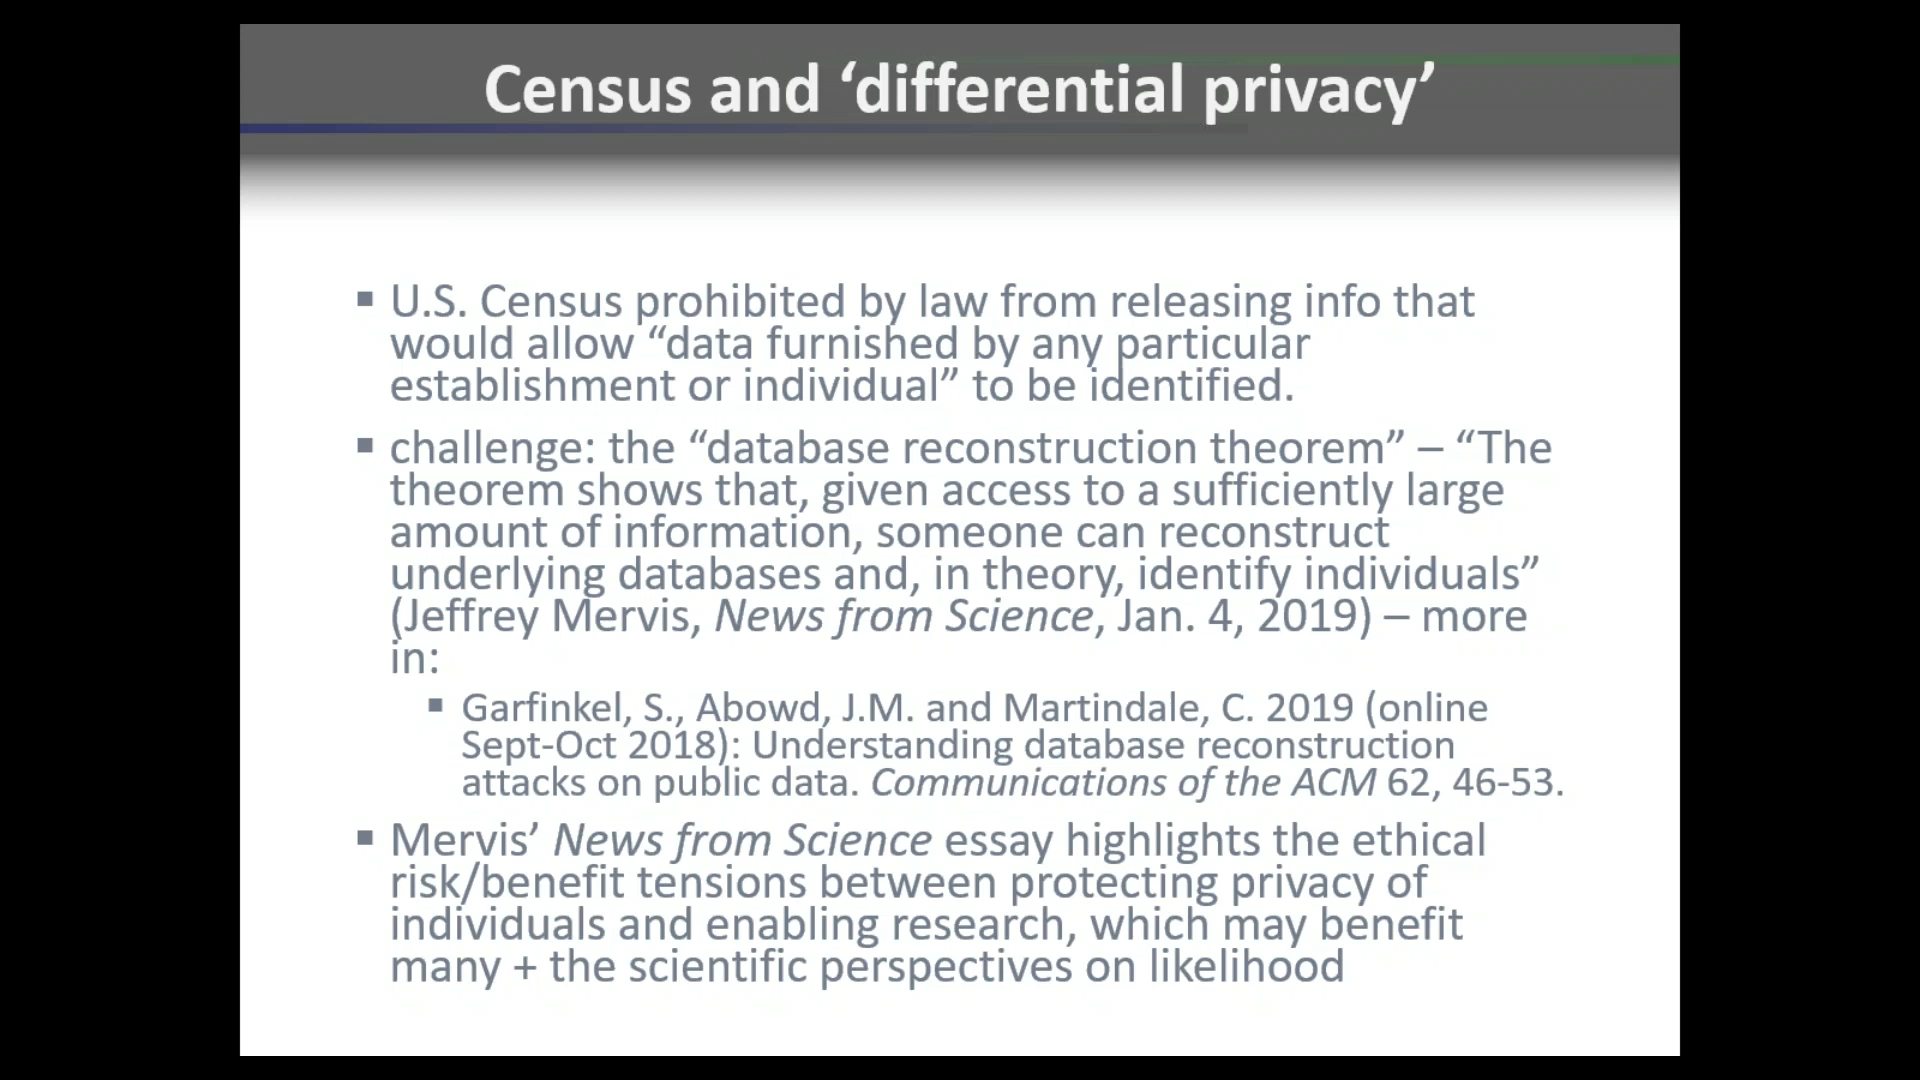 Census and ‘differential privacy’
▪ U.S. Census prohibited by law from releasing info that
would allow “data furnished by any particular
establishment or individual” to be identified.
▪ challenge: the “database reconstruction theorem” – “The
theorem shows that, given access to a sufficiently large
amount of information, someone can reconstruct
underlying databases and, in theory, identify individuals”
(Jeffrey Mervis, News from Science, Jan. 4, 2019) – more
in:
▪ Garfinkel, S., Abowd, J.M. and Martindale, C. 2019 (online
Sept-Oct 2018): Understanding database reconstruction
attacks on public data. Communications of the ACM 62, 46-53.
▪ Mervis’ News from Science essay highlights the ethical
risk/benefit tensions between protecting privacy of
individuals and enabling research, which may benefit
many + the scientific perspectives on likelihood